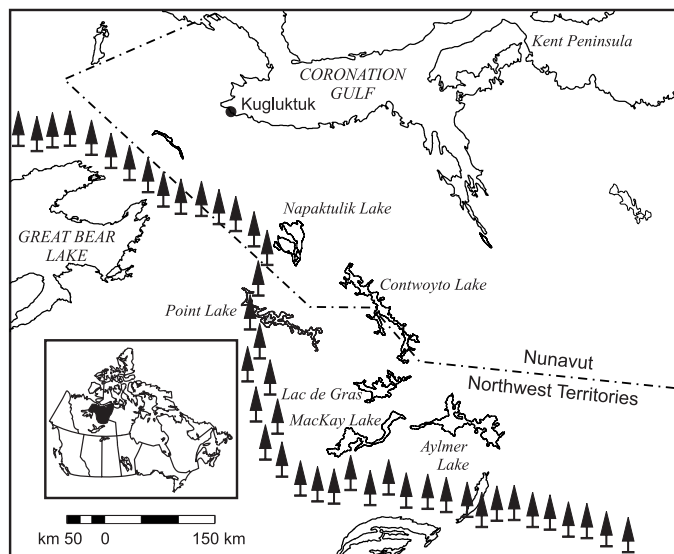 Kent Peninsula
CORONATION
GULF
Kugluktuk
Napaktulik Lake
GREAT BEAR
LAKE
Contwoyto Lake
Point Lake
Nunavut
Northwest Territories
Lac de Gras
MacKay Lake
Aylmer
Lake
km 50 0 150 km